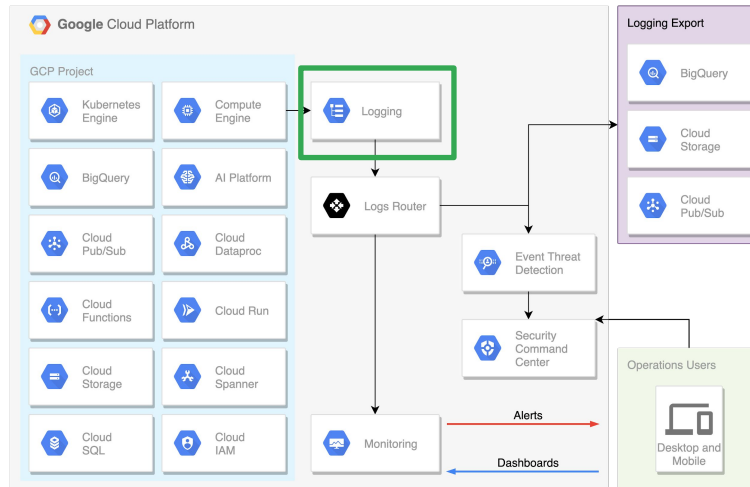 Google Cloud Platform
GCP Project
Kubernetes
Engine
Compute
Engine
BigQuery
AI Platform
Cloud
Pub/Sub
Cloud
Dataproc
Cloud
Functions
Cloud Run
Cloud
Storage
Cloud
Spanner
Cloud
SQL
Cloud
IAM
Logging
Logs Router
Monitoring
Event Threat
Detection
Security
Command
Center
Alerts
Dashboards
Logging Export
BigQuery
Cloud
Storage
Cloud
Pub/Sub
Operations Users
Desktop and
Mobile